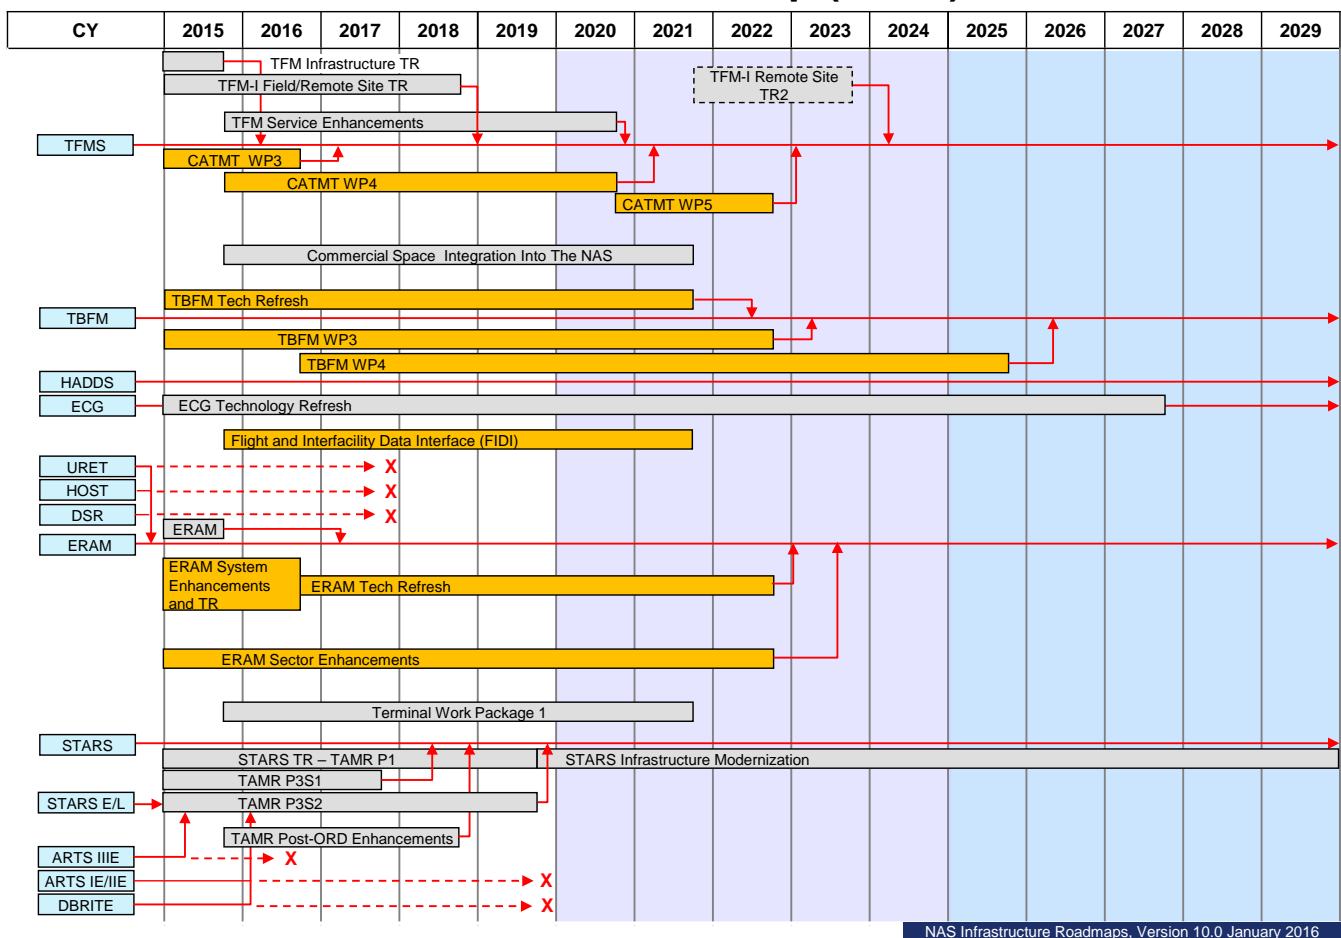 CY 2015 2016 2017 2018 2019 2020 2021 2022 2023 2024 2025 2026 2027 2028 2029
TFM Infrastructure TR
TFM-I Field/Remote Site TR
TFM-I Remote Site
TR2
TFM Service Enhancements
TFMS
CATMT WP3
CATMT WP4
CATMT WP5
Commercial Space Integration Into The NAS
TBFM Tech Refresh
TBFM
TBFM WP3
TBFM WP4
HADDS
ECG
ECG Technology Refresh
Flight and Interfacility Data Interface (FIDI)
URET
X
HOST
X
DSR
X
ERAM
ERAM
ERAM System
Enhancements
and TR
ERAM Tech Refresh
ERAM Sector Enhancements
Terminal Work Package 1
STARS
STARS TR – TAMR P1
STARS Infrastructure Modernization
TAMR P3S1
STARS E/L
TAMR P3S2
TAMR Post-ORD Enhancements
ARTS IIIE
X
ARTS IE/IIE
X
DBRITE
X
NAS Infrastructure Roadmaps, Version 10.0 January 2016